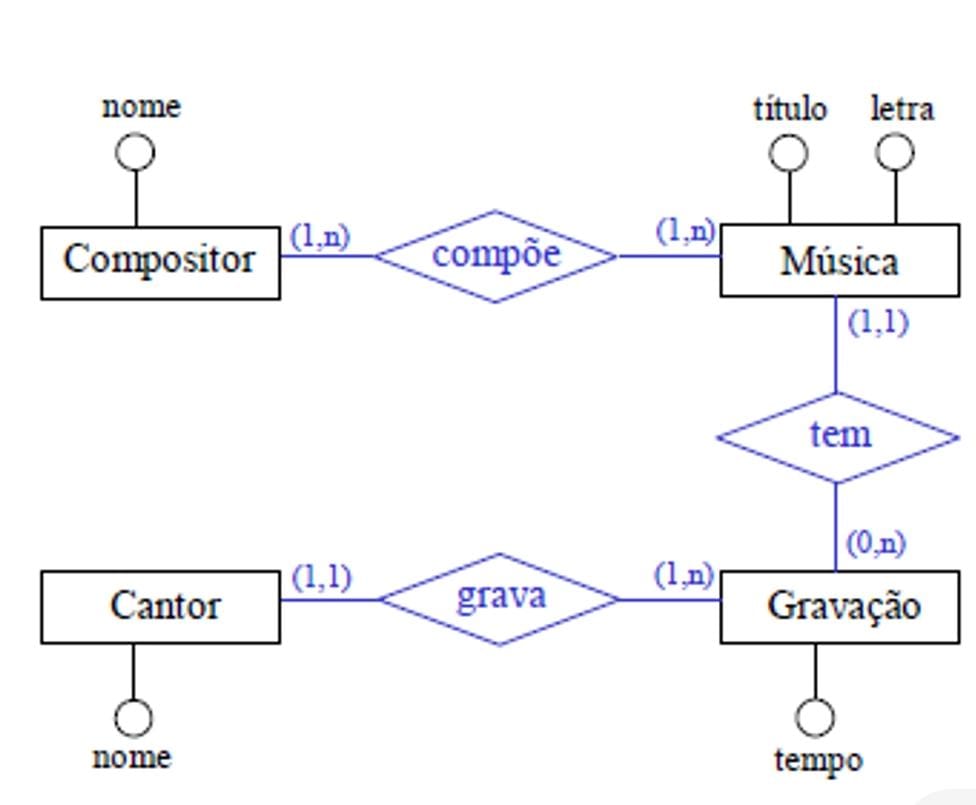 nome
título letra
Compositor (1,n) compõe (1,n) Música
(1,1)
tem
(0,n)
Cantor (1,1) grava (1,n) Gravação
nome
tempo